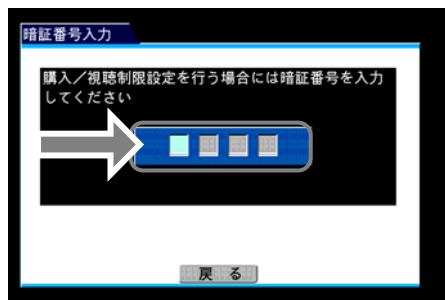 暗証番号入力
購入／視聴制限設定を行う場合には暗証番号を入力
してください
戻る